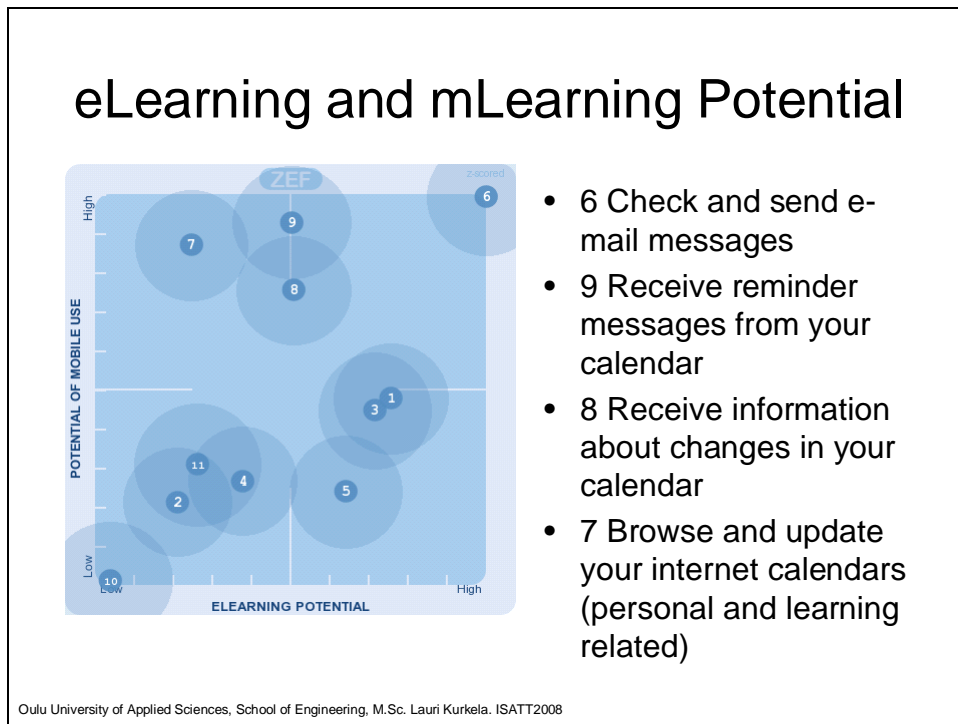 eLearning and mLearning Potential
ZEF
z-scored
High
6
9
7
8
1
3
11
4
5
2
10
POTENTIAL OF MOBILE USE
Low
Low
High
ELEARNING POTENTIAL
• 6 Check and send e-
mail messages
• 9 Receive reminder
messages from your
calendar
• 8 Receive information
about changes in your
calendar
• 7 Browse and update
your internet calendars
(personal and learning
related)
Oulu University of Applied Sciences, School of Engineering, M.Sc. Lauri Kurkela. ISATT2008